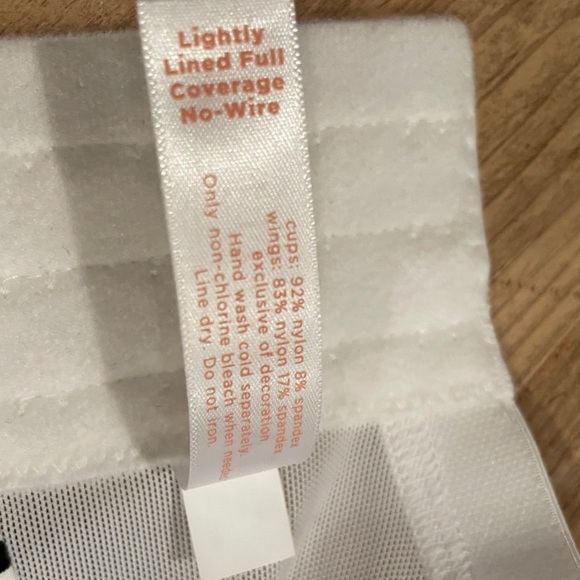 Lightly
Lined Full
Coverage
No-Wire
cups: 92% nylon 8% spandex
wings: 83% nylon 17% spandex
exclusive of decoration
Hand wash cold separately.
Only non-chlorine bleach when
Line dry Do not iron